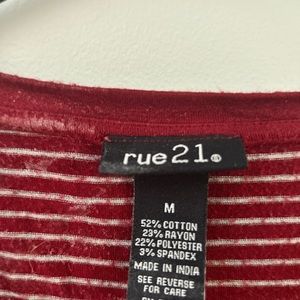 rue21®
M
52% COTTON
23% RAYON
22% POLYESTER
3% SPANDEX
MADE IN INDIA
SEE REVERSE
FOR CARE